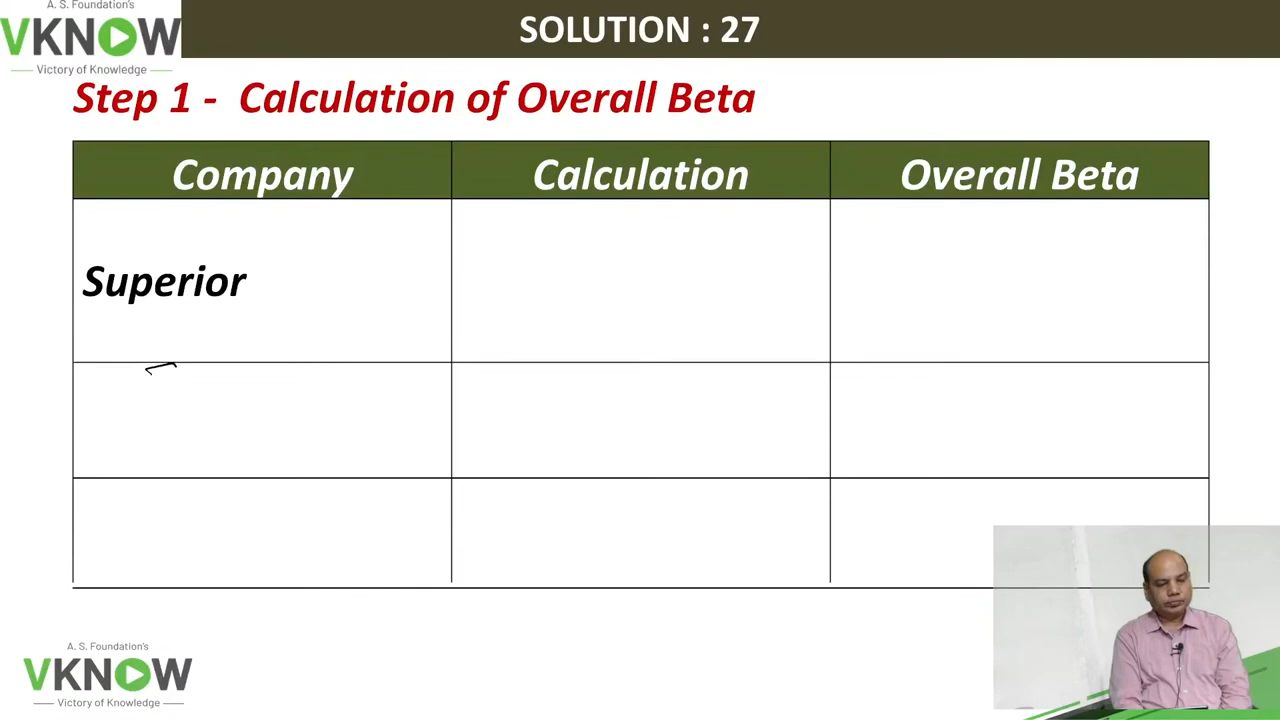 A. S. Foundation's
VKNOW
Victory of Knowledge
SOLUTION : 27
Step 1 - Calculation of Overall Beta
Company Calculation Overall Beta
Superior
A. S. Foundation's
VKNOW
Victory of Knowledge